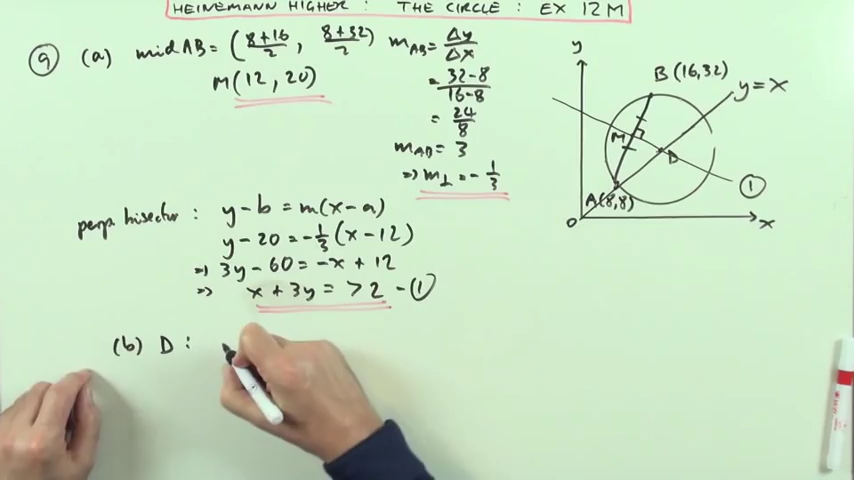 HEINEMANN HIGHER : THE CIRCLE : EX 12M
9 (a) mid AB = (8+16/2, 8+32/2)
M(12, 20)
m_AB = Δy/Δx
= 32-8/16-8
= 24/8
m_AB = 3
=> m⊥ = -1/3
perp. bisector : y-b = m(x-a)
y-20 = -1/3(x-12)
=> 3y-60 = -x+12
=> x+3y = 72 -①
(b) D :
y
B(16,32)
y=x
M
D
①
A(8,8)
O
x